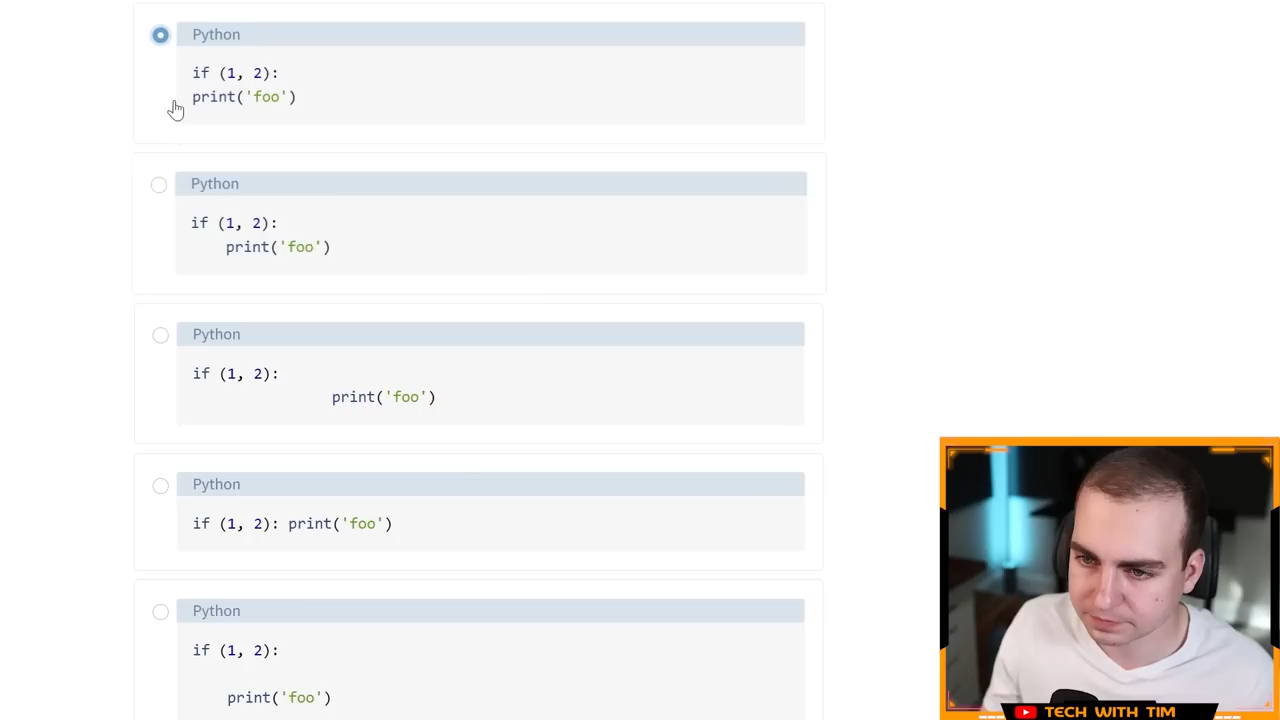 Python
if (1, 2):
print('foo')
Python
if (1, 2):
    print('foo')
Python
if (1, 2):
                print('foo')
Python
if (1, 2): print('foo')
Python
if (1, 2):
    print('foo')
TECH WITH TIM